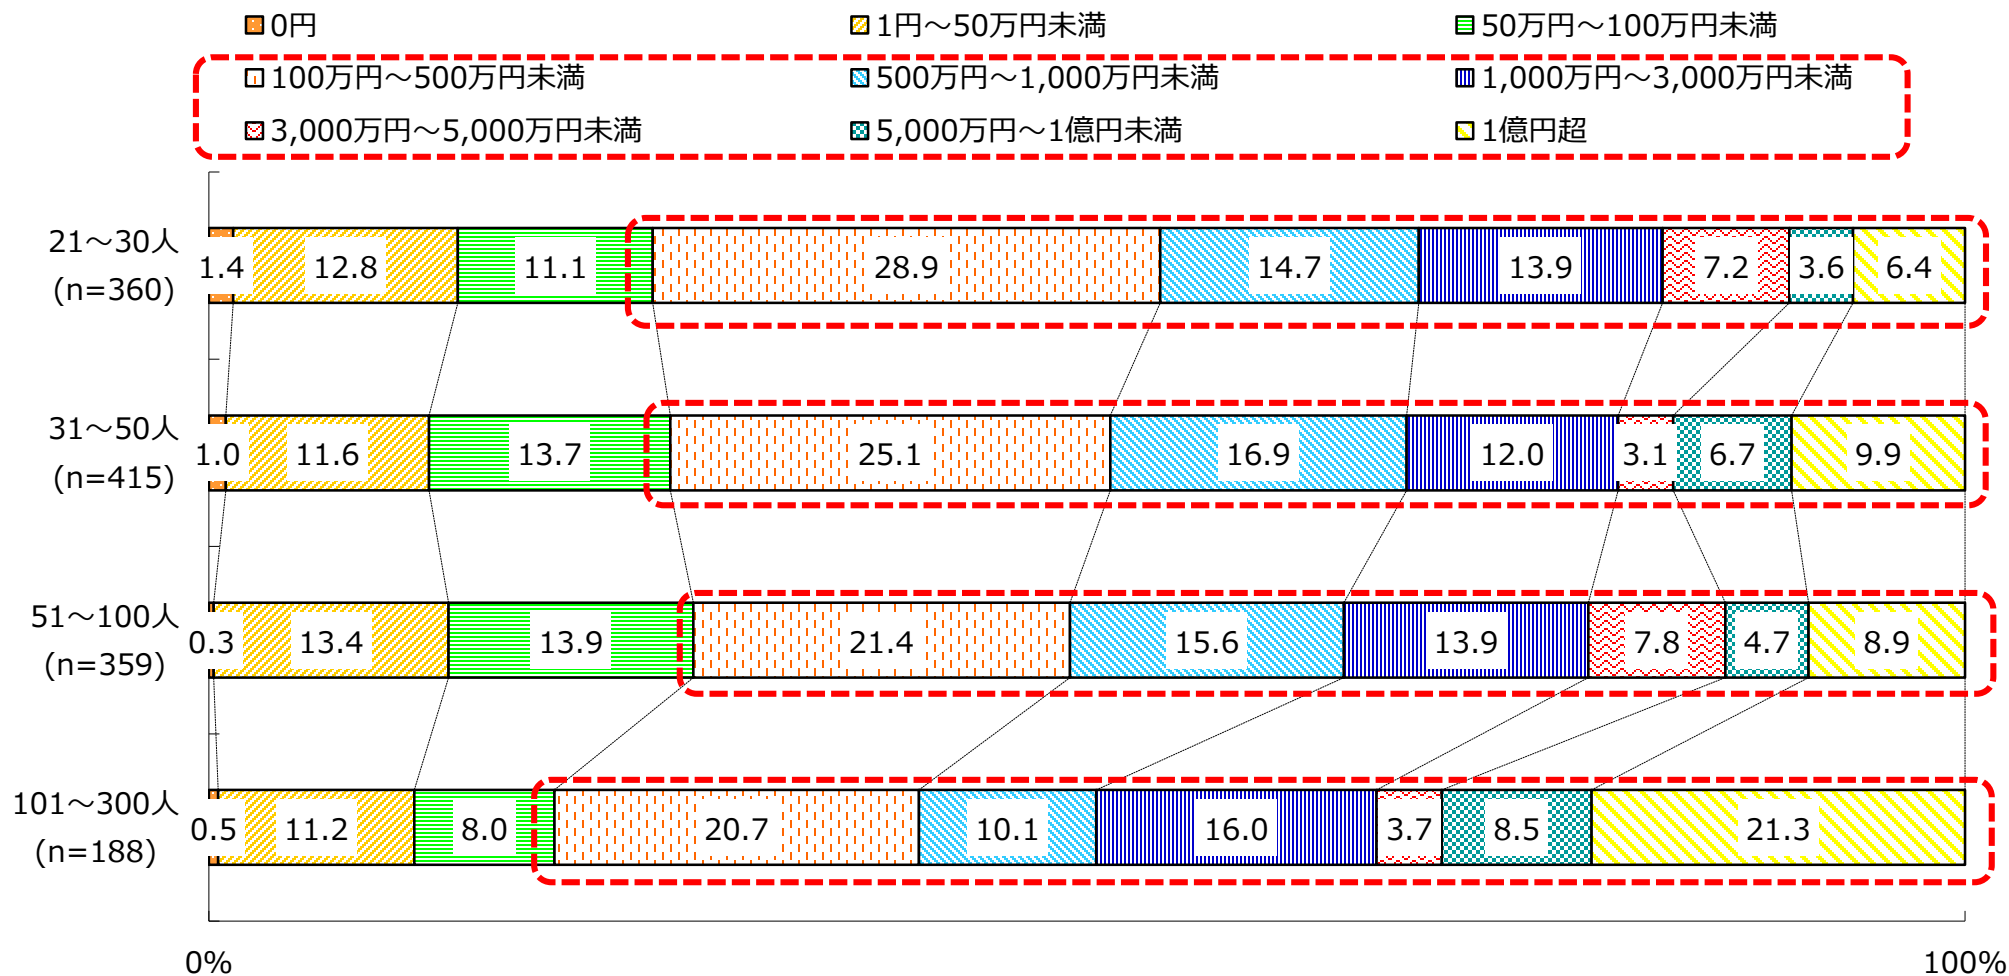 0円 1円～50万円未満 50万円～100万円未満
100万円～500万円未満 500万円～1,000万円未満 1,000万円～3,000万円未満
3,000万円～5,000万円未満 5,000万円～1億円未満 1億円超
21～30人
(n=360)
1.4 12.8 11.1 28.9 14.7 13.9 7.2 3.6 6.4
31～50人
(n=415)
1.0 11.6 13.7 25.1 16.9 12.0 3.1 6.7 9.9
51～100人
(n=359)
0.3 13.4 13.9 21.4 15.6 13.9 7.8 4.7 8.9
101～300人
(n=188)
0.5 11.2 8.0 20.7 10.1 16.0 3.7 8.5 21.3
0% 100%